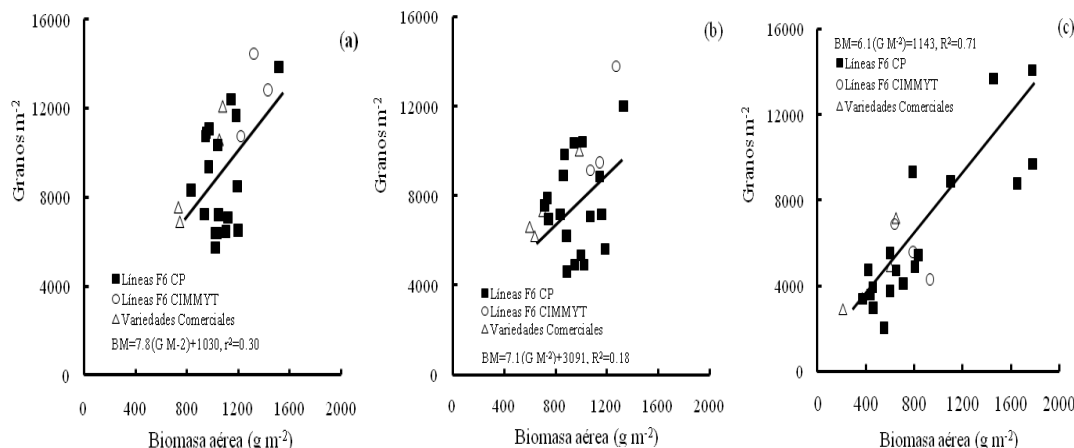 (a)
16000
12000
8000
4000
0
Granos m-2
Líneas F6 CP
Líneas F6 CIMMYT
Variedades Comerciales
BM=7.8(G M-2)+1030, r²=0.30
0 400 800 1200 1600 2000
Biomasa aérea (g m-2)
(b)
16000
12000
8000
4000
0
Granos m-2
Líneas F6 CP
Líneas F6 CIMMYT
Variedades Comerciales
BM=7.1(G M-2)+3091, R²=0.18
0 400 800 1200 1600 2000
Biomasa aérea (g m-2)
(c)
BM=6.1(G M-2)=1143, R²=0.71
Líneas F6 CP
Líneas F6 CIMMYT
Variedades Comerciales
16000
12000
8000
4000
0
Granos m-2
0 400 800 1200 1600 2000
Biomasa aérea (g m-2)